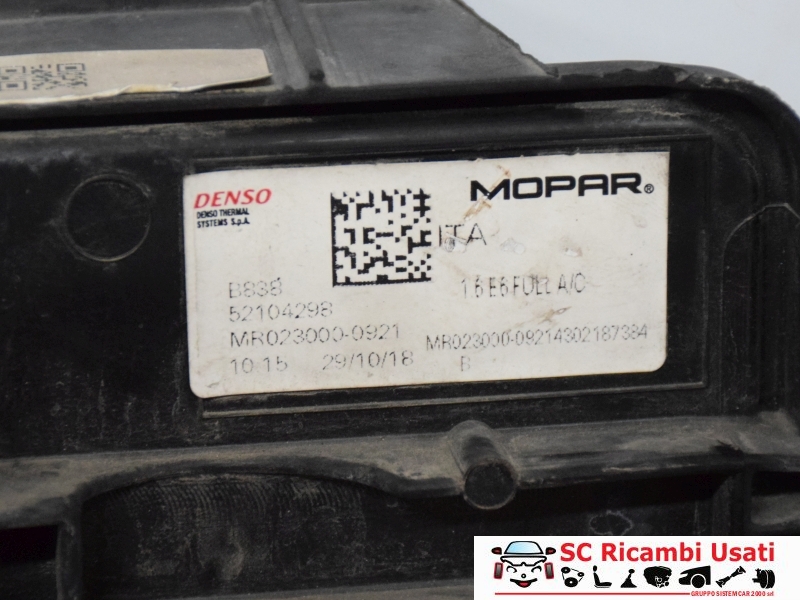 DENSO
DENSO THERMAL
SYSTEMS S.p.A.
MOPAR®
ITA
B838
1.6 E6 FULL A/C
52104298
MR023000-0921
MR023000-09214302187384
10:15 29/10/18
B
SC Ricambi Usati
GRUPPO SISTEMCAR 2000 srl